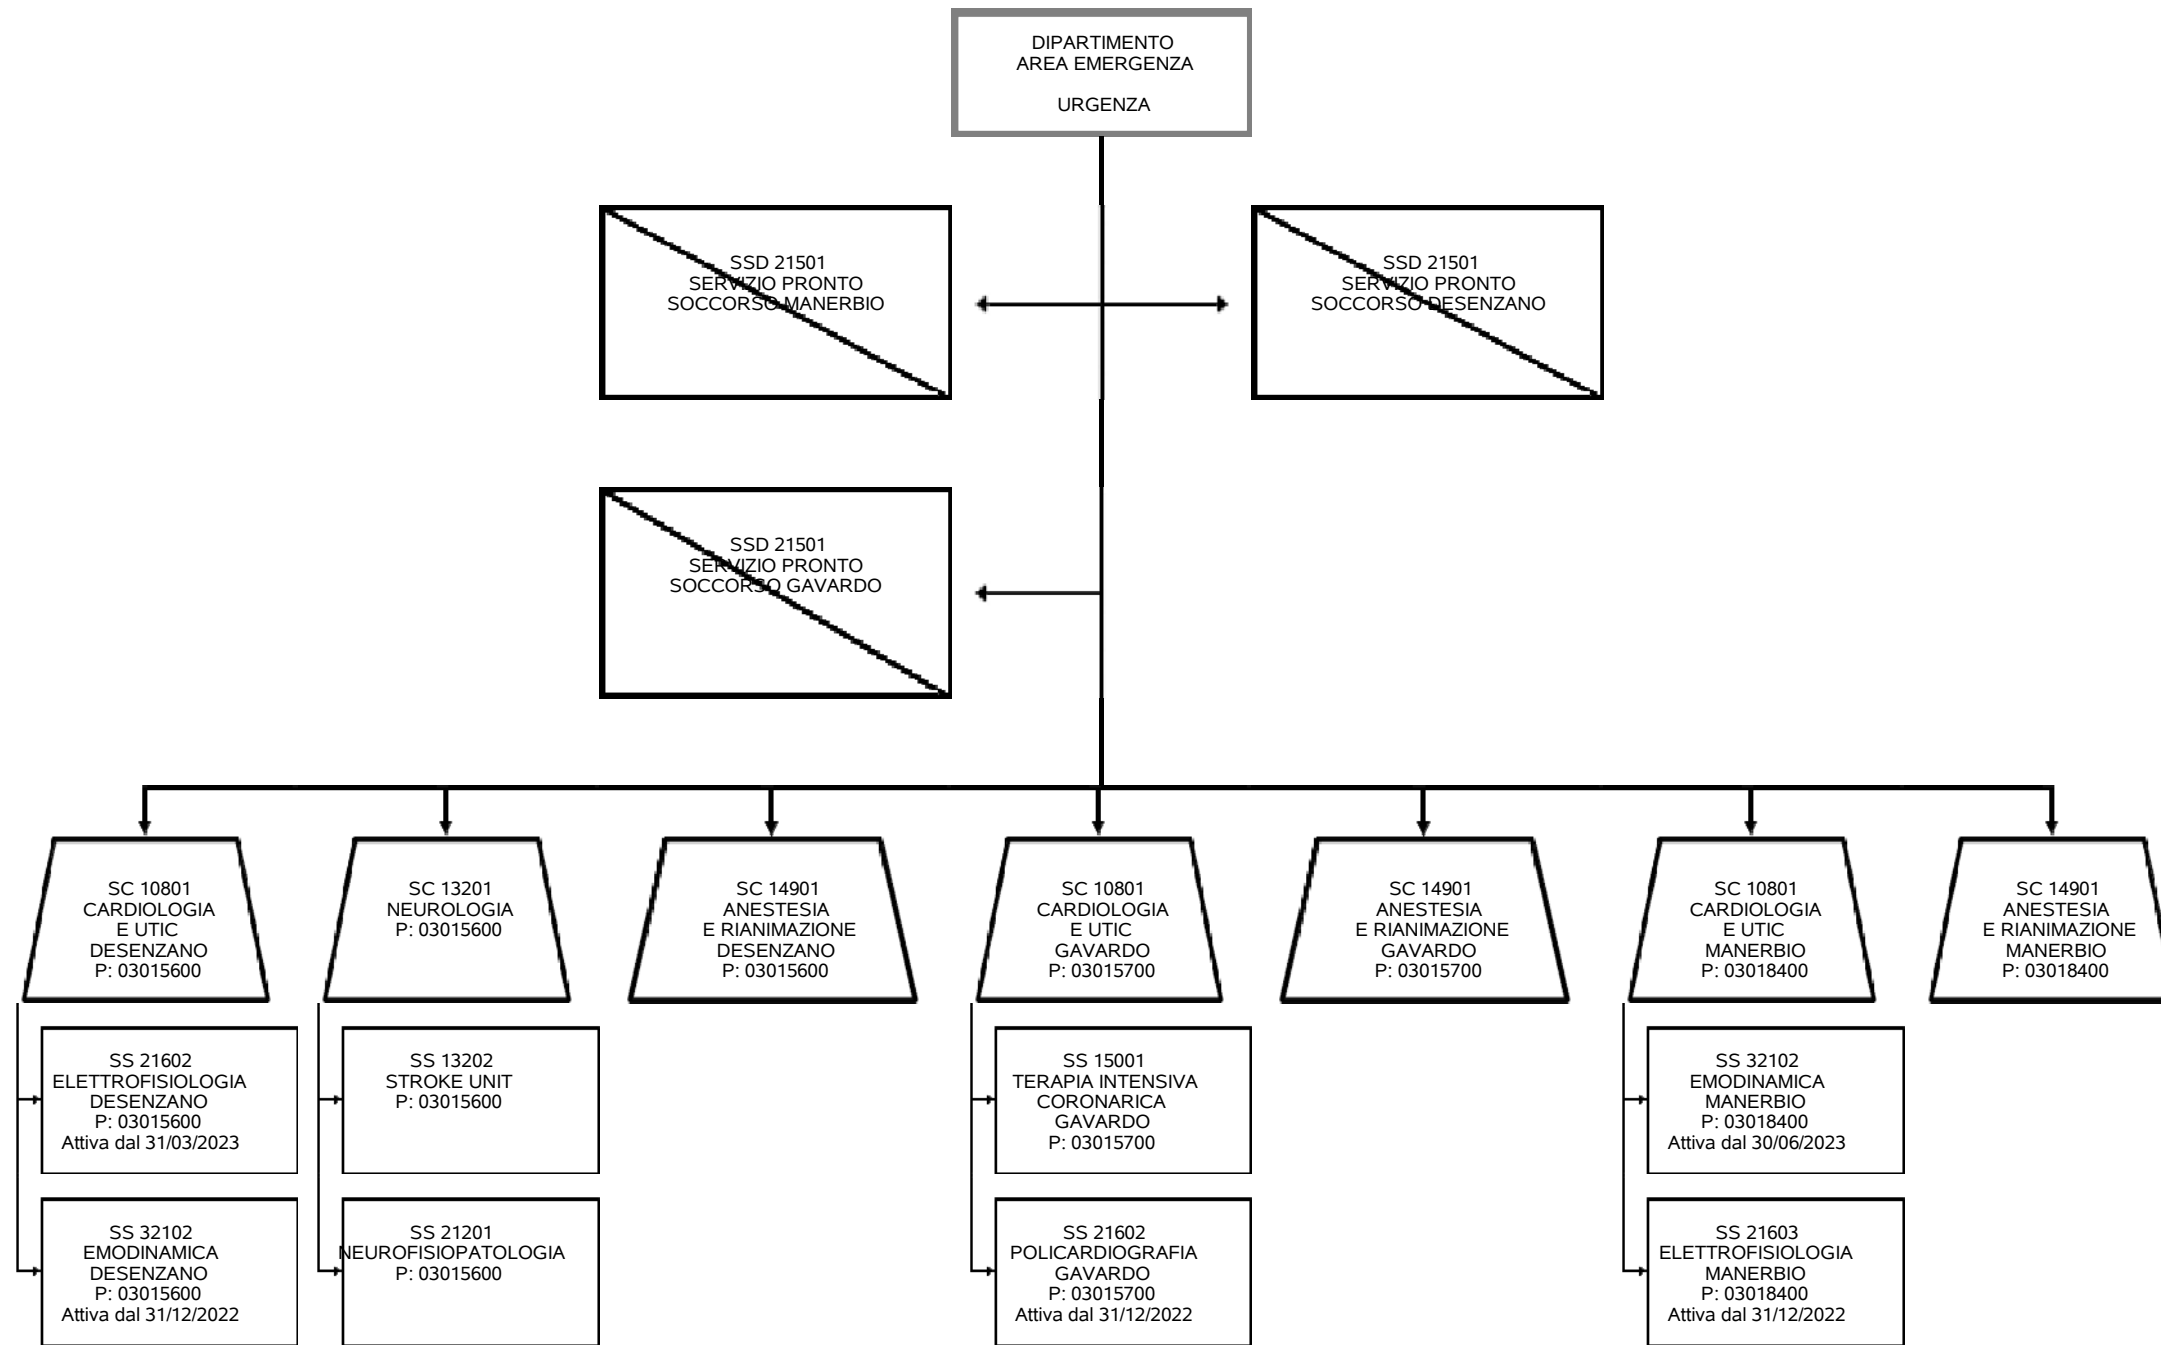 DIPARTIMENTO
AREA EMERGENZA
URGENZA
SSD 21501
SERVIZIO PRONTO
SOCCORSO MANERBIO
SSD 21501
SERVIZIO PRONTO
SOCCORSO DESENZANO
SSD 21501
SERVIZIO PRONTO
SOCCORSO GAVARDO
SC 10801
CARDIOLOGIA
E UTIC
DESENZANO
P: 03015600
SC 13201
NEUROLOGIA
P: 03015600
SC 14901
ANESTESIA
E RIANIMAZIONE
DESENZANO
P: 03015600
SC 10801
CARDIOLOGIA
E UTIC
GAVARDO
P: 03015700
SC 14901
ANESTESIA
E RIANIMAZIONE
GAVARDO
P: 03015700
SC 10801
CARDIOLOGIA
E UTIC
MANERBIO
P: 03018400
SC 14901
ANESTESIA
E RIANIMAZIONE
MANERBIO
P: 03018400
SS 21602
ELETTROFISIOLOGIA
DESENZANO
P: 03015600
Attiva dal 31/03/2023
SS 13202
STROKE UNIT
P: 03015600
SS 15001
TERAPIA INTENSIVA
CORONARICA
GAVARDO
P: 03015700
SS 32102
EMODINAMICA
MANERBIO
P: 03018400
Attiva dal 30/06/2023
SS 32102
EMODINAMICA
DESENZANO
P: 03015600
Attiva dal 31/12/2022
SS 21201
NEUROFISIOPATOLOGIA
P: 03015600
SS 21602
POLICARDIOGRAFIA
GAVARDO
P: 03015700
Attiva dal 31/12/2022
SS 21603
ELETTROFISIOLOGIA
MANERBIO
P: 03018400
Attiva dal 31/12/2022